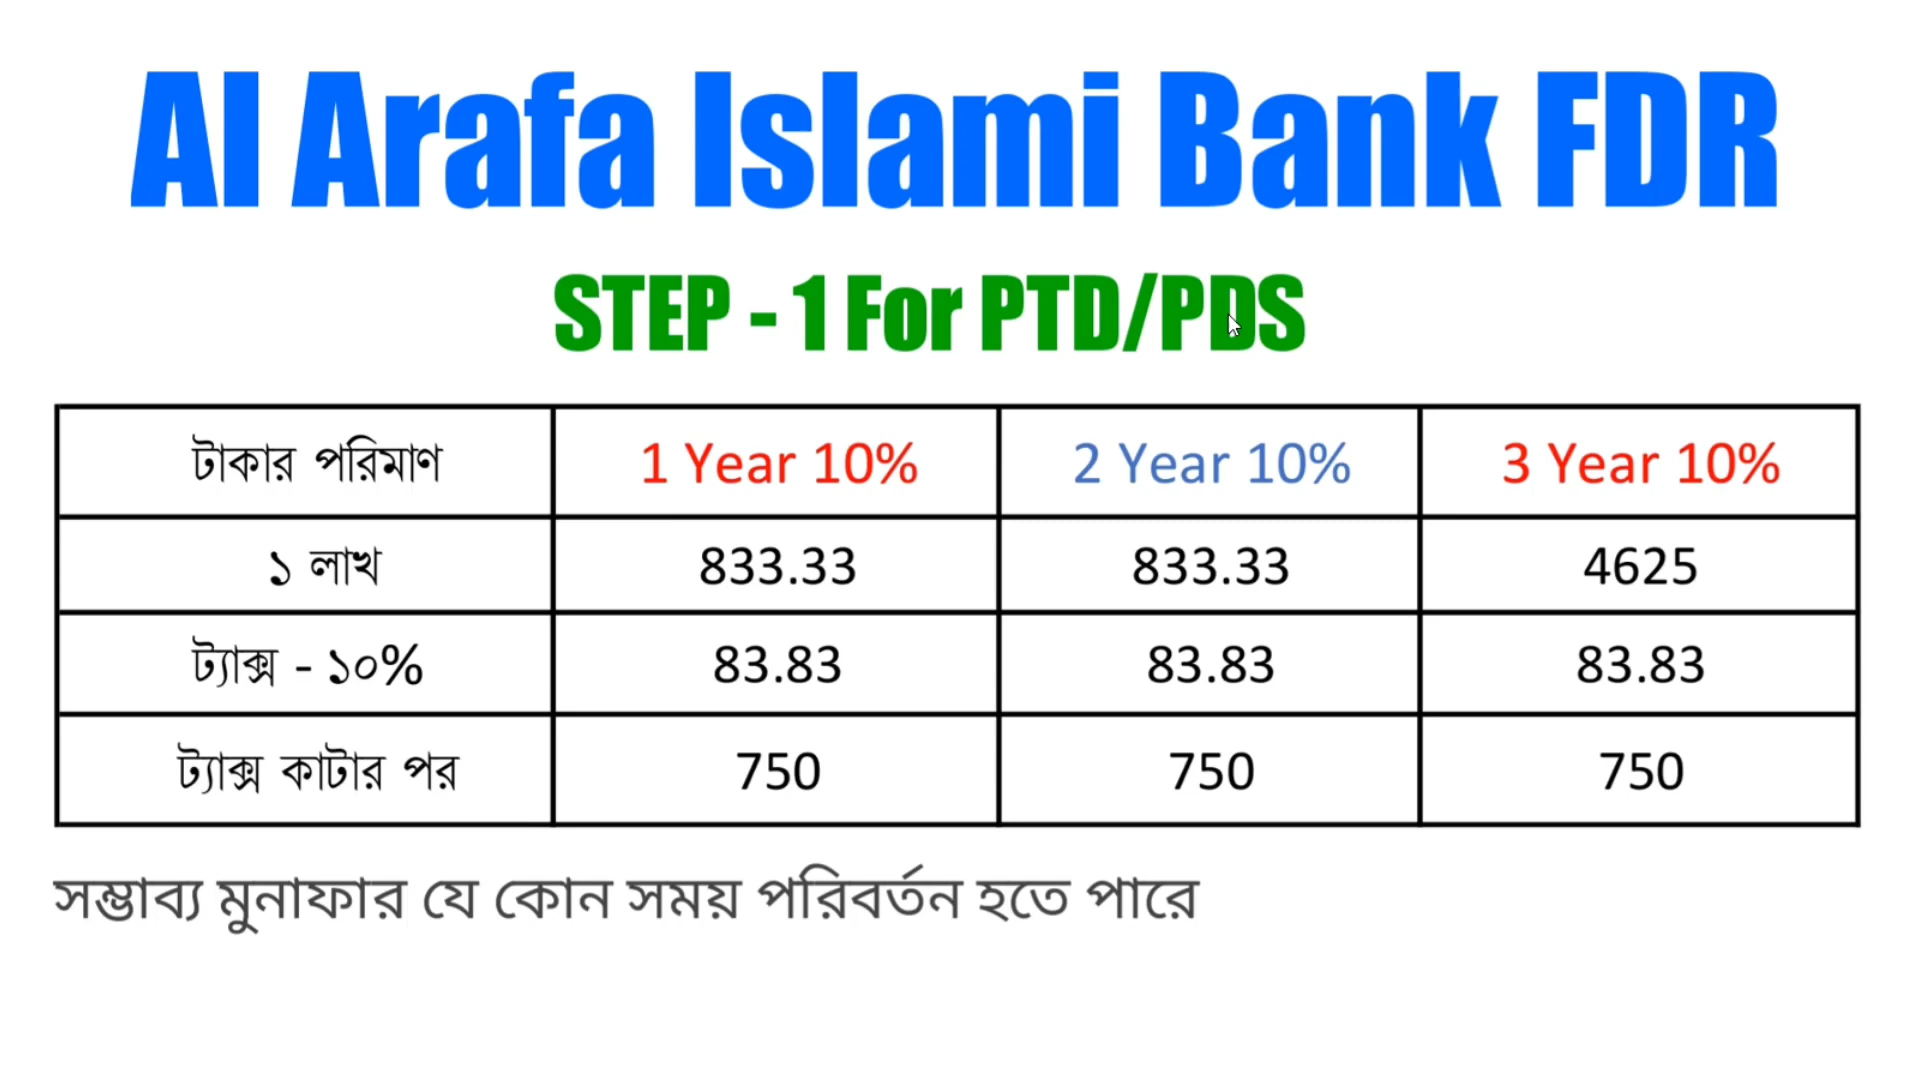 Al Arafa Islami Bank FDR
STEP - 1 For PTD/PDS
টাকার পরিমাণ 1 Year 10% 2 Year 10% 3 Year 10%
১ লাখ 833.33 833.33 4625
ট্যাক্স - ১০% 83.83 83.83 83.83
ট্যাক্স কাটার পর 750 750 750
সম্ভাব্য মুনাফার যে কোন সময় পরিবর্তন হতে পারে